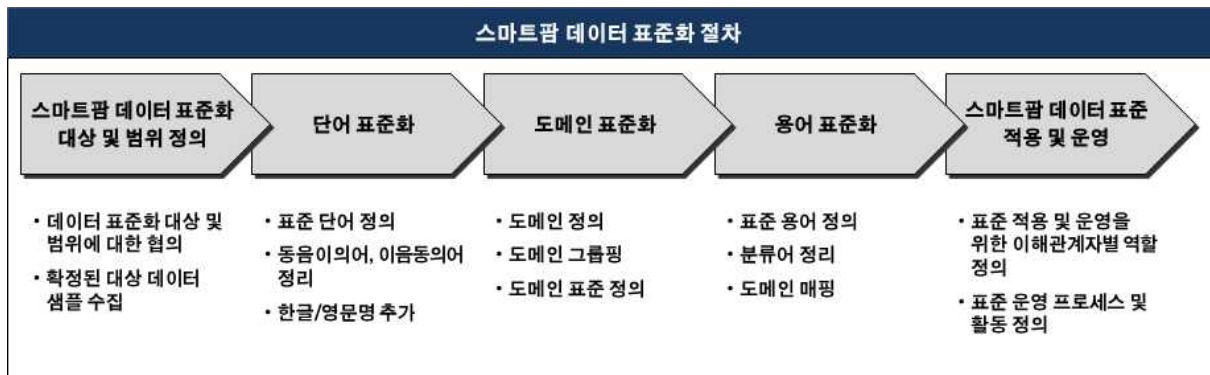 스마트팜 데이터 표준화 절차
스마트팜 데이터 표준화
대상 및 범위 정의
단어 표준화
도메인 표준화
용어 표준화
스마트팜 데이터 표준
적용 및 운영
• 데이터 표준화 대상 및
범위에 대한 협의
• 확정된 대상 데이터
샘플 수집
• 표준 단어 정의
• 동음이의어, 이음동의어
정리
• 한글/영문명 추가
• 도메인 정의
• 도메인 그룹핑
• 도메인 표준 정의
• 표준 용어 정의
• 분류어 정리
• 도메인 매핑
• 표준 적용 및 운영을
위한 이해관계자별 역할
정의
• 표준 운영 프로세스 및
활동 정의